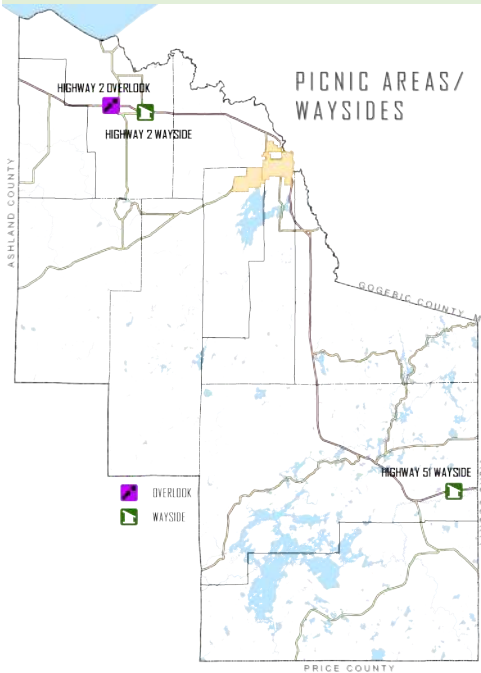 PICNIC AREAS/
WAYSIDES
HIGHWAY 2 OVERLOOK
HIGHWAY 2 WAYSIDE
ASHLAND COUNTY
GOGEBIC COUNTY, M
HIGHWAY 51 WAYSIDE
OVERLOOK
WAYSIDE
PRICE COUNTY